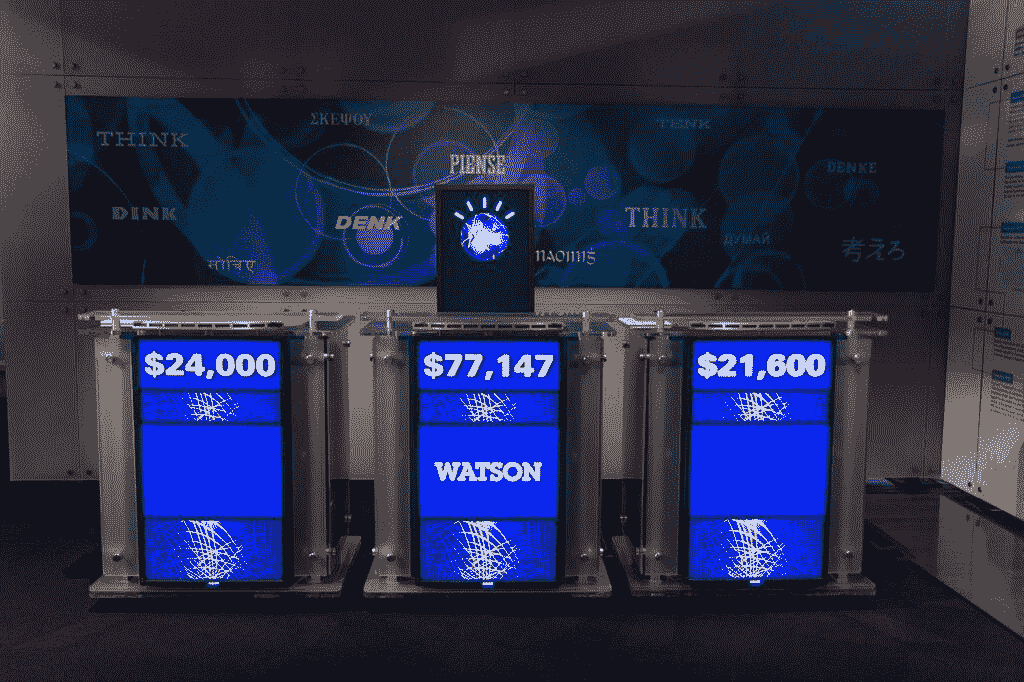 THINK
ΣΚΕΨΟΥ
THINK
PIENSE
DENKE
DINK
DENK
THINK
ДУМАЙ
सोचिए
考えろ
$24,000
$77,147
$21,600
WATSON